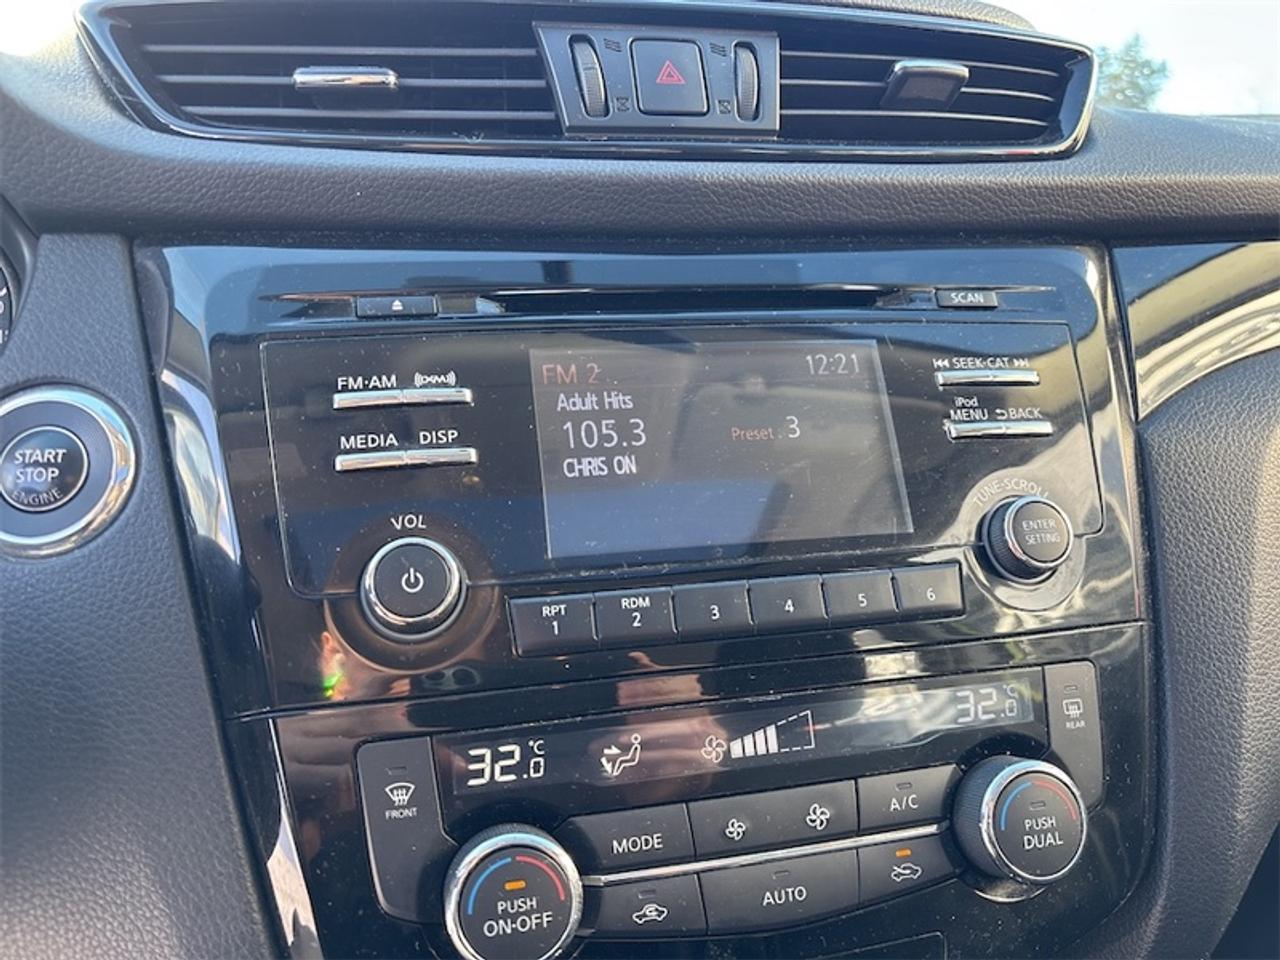 SCAN
FM·AM
((XM))
MEDIA
DISP
VOL
FM 2
12:21
Adult Hits
105.3
Preset : 3
CHRIS ON
SEEK·CAT
iPod
MENU
BACK
TUNE·SCROLL
ENTER
SETTING
START
STOP
ENGINE
RPT
1
RDM
2
3
4
5
6
32.0 °C
32.0 °C
REAR
FRONT
MODE
A/C
AUTO
PUSH
ON·OFF
PUSH
DUAL